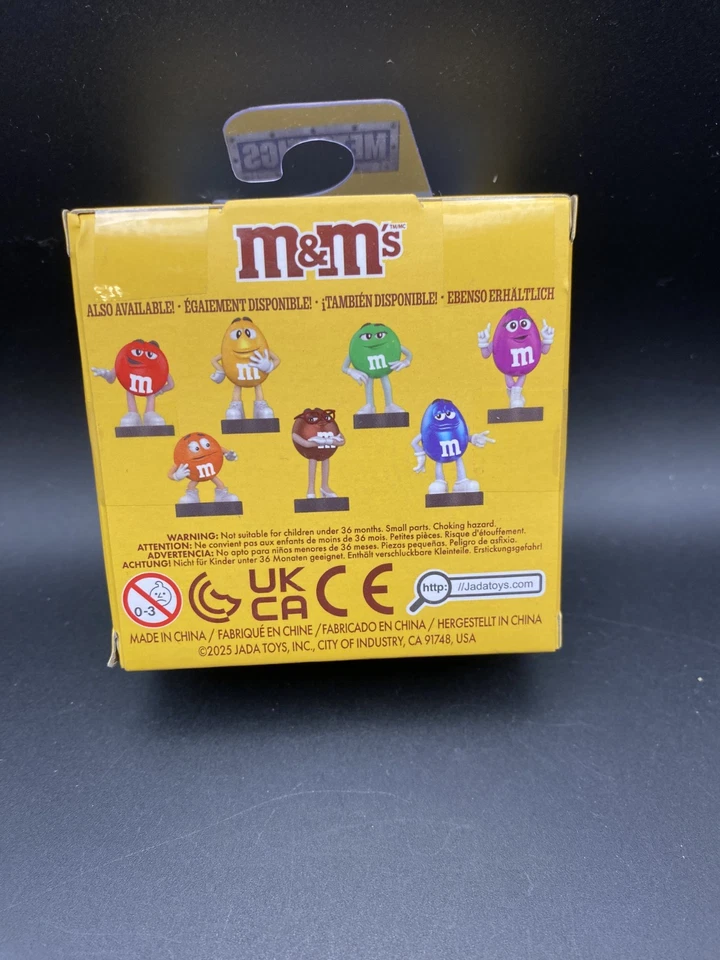 METALFIGS
m&m's TM/MC
ALSO AVAILABLE! · ÉGAIEMENT DISPONIBLE! · ¡TAMBIÉN DISPONIBLE! · EBENSO ERHÄLTLICH
m m m m
m m m
WARNING: Not suitable for children under 36 months. Small parts. Choking hazard.
ATTENTION: Ne convient pas aux enfants de moins de 36 mois. Petites pièces. Risque d'étouffement.
ADVERTENCIA: No apto para niños menores de 36 meses. Piezas pequeñas. Peligro de asfixia.
ACHTUNG! Nicht für Kinder unter 36 Monaten geeignet. Enthält verschluckbare Kleinteile. Erstickungsgefahr!
0-3 UK CA CE http: //Jadatoys.com
MADE IN CHINA / FABRIQUÉ EN CHINE / FABRICADO EN CHINA / HERGESTELLT IN CHINA
©2025 JADA TOYS, INC., CITY OF INDUSTRY, CA 91748, USA